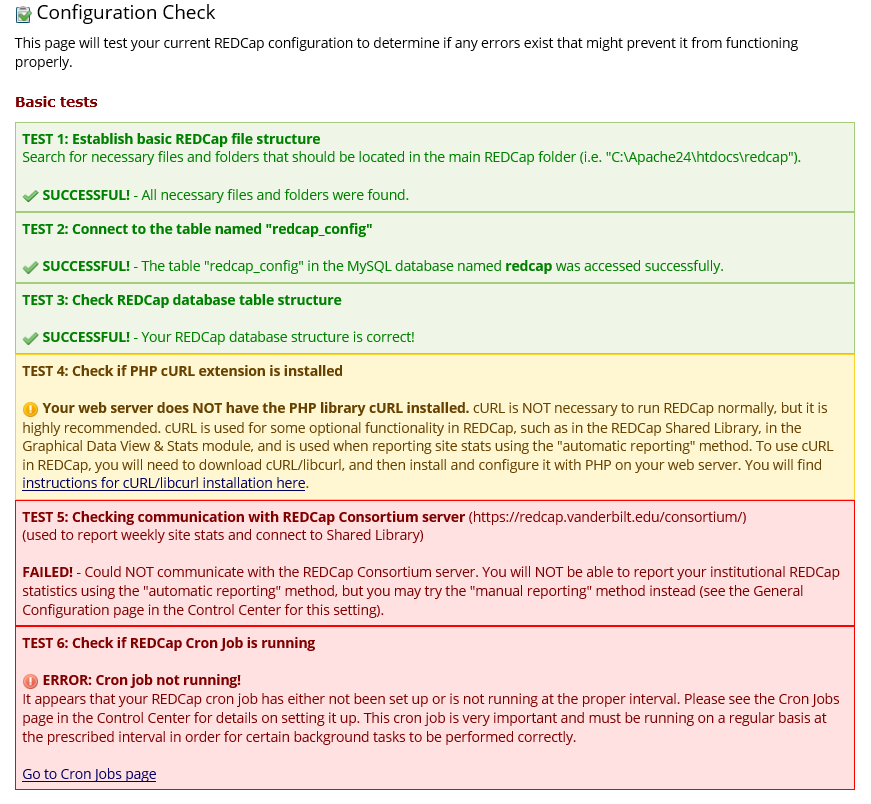 Configuration Check
This page will test your current REDCap configuration to determine if any errors exist that might prevent it from functioning
properly.
Basic tests
TEST 1: Establish basic REDCap file structure
Search for necessary files and folders that should be located in the main REDCap folder (i.e. "C:\Apache24\htdocs\redcap").
SUCCESSFUL! - All necessary files and folders were found.
TEST 2: Connect to the table named "redcap_config"
SUCCESSFUL! - The table "redcap_config" in the MySQL database named redcap was accessed successfully.
TEST 3: Check REDCap database table structure
SUCCESSFUL! - Your REDCap database structure is correct!
TEST 4: Check if PHP cURL extension is installed
Your web server does NOT have the PHP library cURL installed. cURL is NOT necessary to run REDCap normally, but it is
highly recommended. cURL is used for some optional functionality in REDCap, such as in the REDCap Shared Library, in the
Graphical Data View & Stats module, and is used when reporting site stats using the "automatic reporting" method. To use cURL
in REDCap, you will need to download cURL/libcurl, and then install and configure it with PHP on your web server. You will find
instructions for cURL/libcurl installation here.
TEST 5: Checking communication with REDCap Consortium server (https://redcap.vanderbilt.edu/consortium/)
(used to report weekly site stats and connect to Shared Library)
FAILED! - Could NOT communicate with the REDCap Consortium server. You will NOT be able to report your institutional REDCap
statistics using the "automatic reporting" method, but you may try the "manual reporting" method instead (see the General
Configuration page in the Control Center for this setting).
TEST 6: Check if REDCap Cron Job is running
ERROR: Cron job not running!
It appears that your REDCap cron job has either not been set up or is not running at the proper interval. Please see the Cron Jobs
page in the Control Center for details on setting it up. This cron job is very important and must be running on a regular basis at
the prescribed interval in order for certain background tasks to be performed correctly.
Go to Cron Jobs page